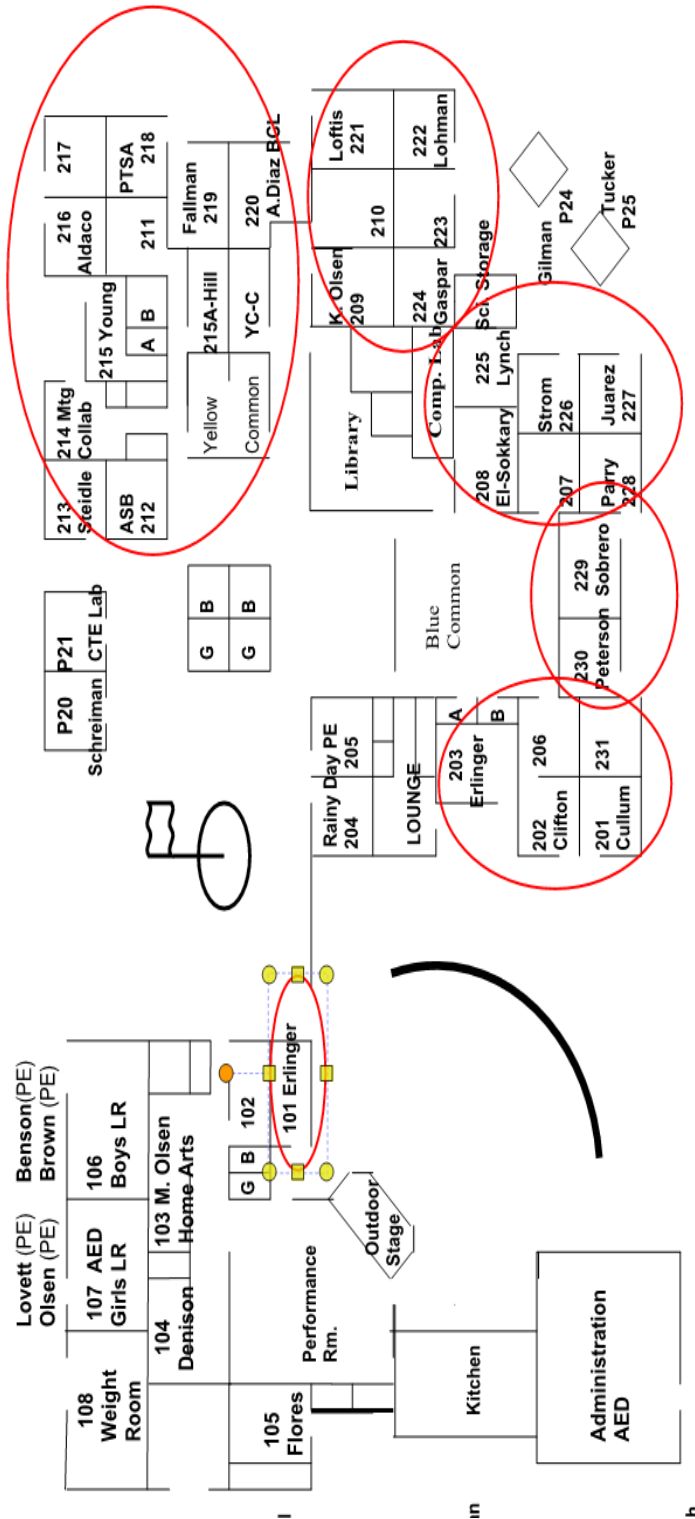 217
216
Aldaco
PTSA
218
211
215 Young
A
B
214 Mtg
Collab
213
Steidle
ASB
212
Fallman
219
220
215A-Hill
YC-C
Yellow
Common
A.Diaz BCL
Loftis
221
222
Lohman
210
223
K. Olsen
209
224
Gaspar
Sci. Storage
Comp. Lab
Library
Gilman
P24
Tucker
P25
225
Lynch
208
El-Sokkary
Strom
226
207
Juarez
227
Parry
228
229
Sobrero
230
Peterson
Blue
Common
P21
CTE Lab
P20
Schreiman
G
B
G
B
Rainy Day PE
204
205
LOUNGE
A
B
203
Erlinger
206
202
Clifton
231
201
Cullum
Benson(PE)
Brown (PE)
Lovett (PE)
Olsen (PE)
106
Boys LR
107 AED
Girls LR
108
Weight
Room
103 M. Olsen
Home Arts
104
Denison
102
101 Erlinger
G
B
Outdoor
Stage
Performance
Rm.
105
Flores
Kitchen
Administration
AED